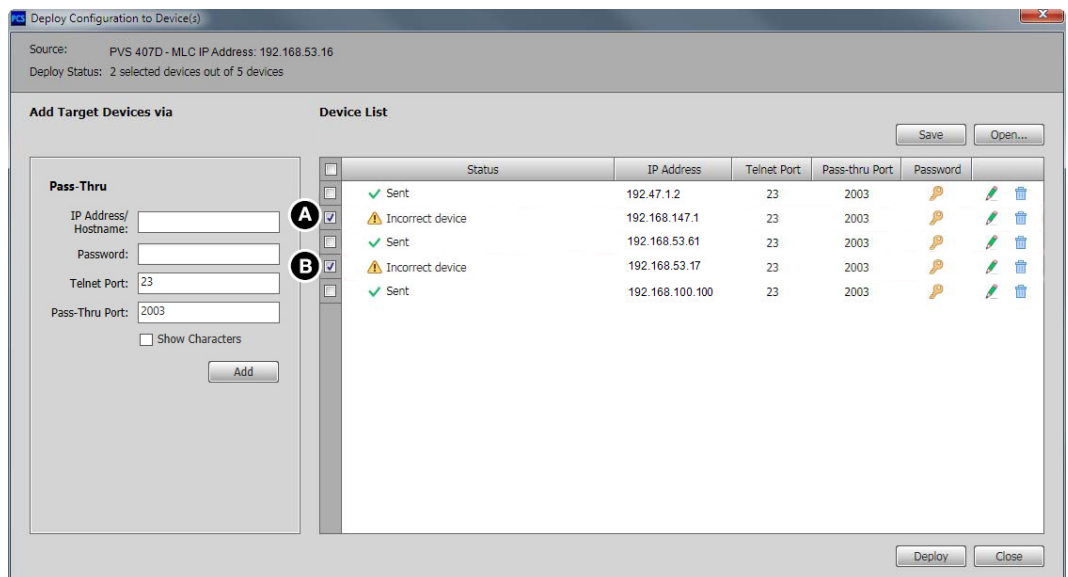 PCS Deploy Configuration to Device(s)
X
Source: PVS 407D - MLC IP Address: 192.168.53.16
Deploy Status: 2 selected devices out of 5 devices
Add Target Devices via
Device List
Save Open...
Pass-Thru
IP Address/
Hostname:
Password:
Telnet Port: 23
Pass-Thru Port: 2003
Show Characters
Add
Status IP Address Telnet Port Pass-thru Port Password
Sent 192.47.1.2 23 2003
A Incorrect device 192.168.147.1 23 2003
Sent 192.168.53.61 23 2003
B Incorrect device 192.168.53.17 23 2003
Sent 192.168.100.100 23 2003
Deploy Close